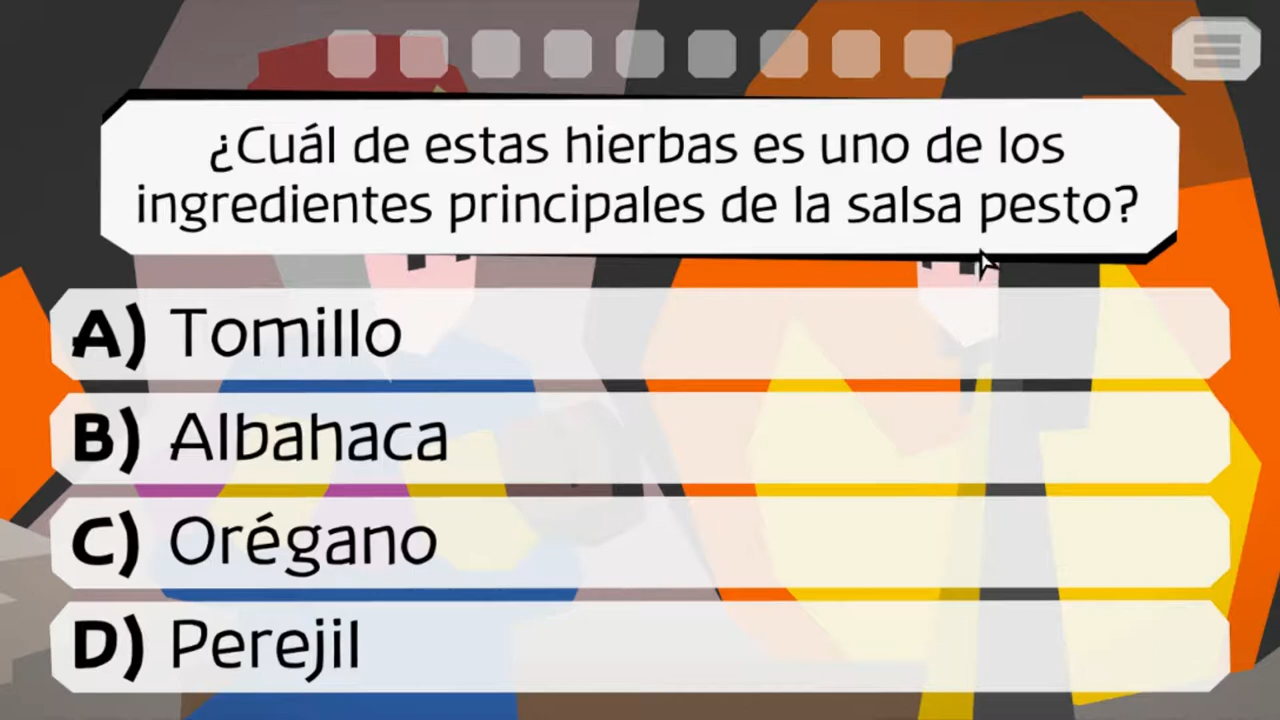 ¿Cuál de estas hierbas es uno de los
ingredientes principales de la salsa pesto?
A) Tomillo
B) Albahaca
C) Orégano
D) Perejil